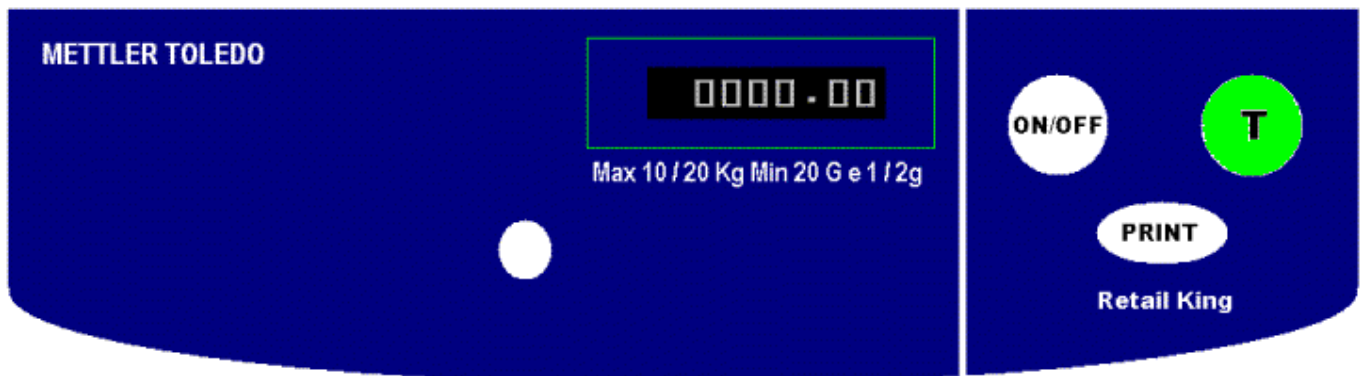 METTLER TOLEDO
0000.00
Max 10 / 20 Kg Min 20 G e 1 / 2g
ON/OFF
T
PRINT
Retail King